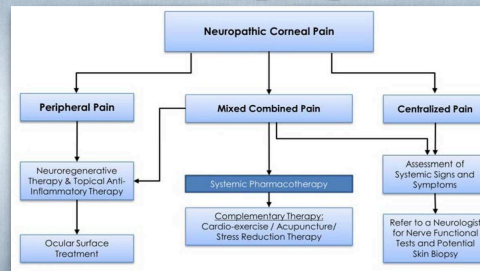 Neuropathic Corneal Pain
Peripheral Pain
Mixed Combined Pain
Centralized Pain
Neuroregenerative
Therapy & Topical Anti-
Inflammatory Therapy
Systemic Pharmacotherapy
Assessment of
Systemic Signs and
Symptoms
Ocular Surface
Treatment
Complementary Therapy:
Cardio-exercise / Acupuncture/
Stress Reduction Therapy
Refer to a Neurologist
for Nerve Functional
Tests and Potential
Skin Biopsy